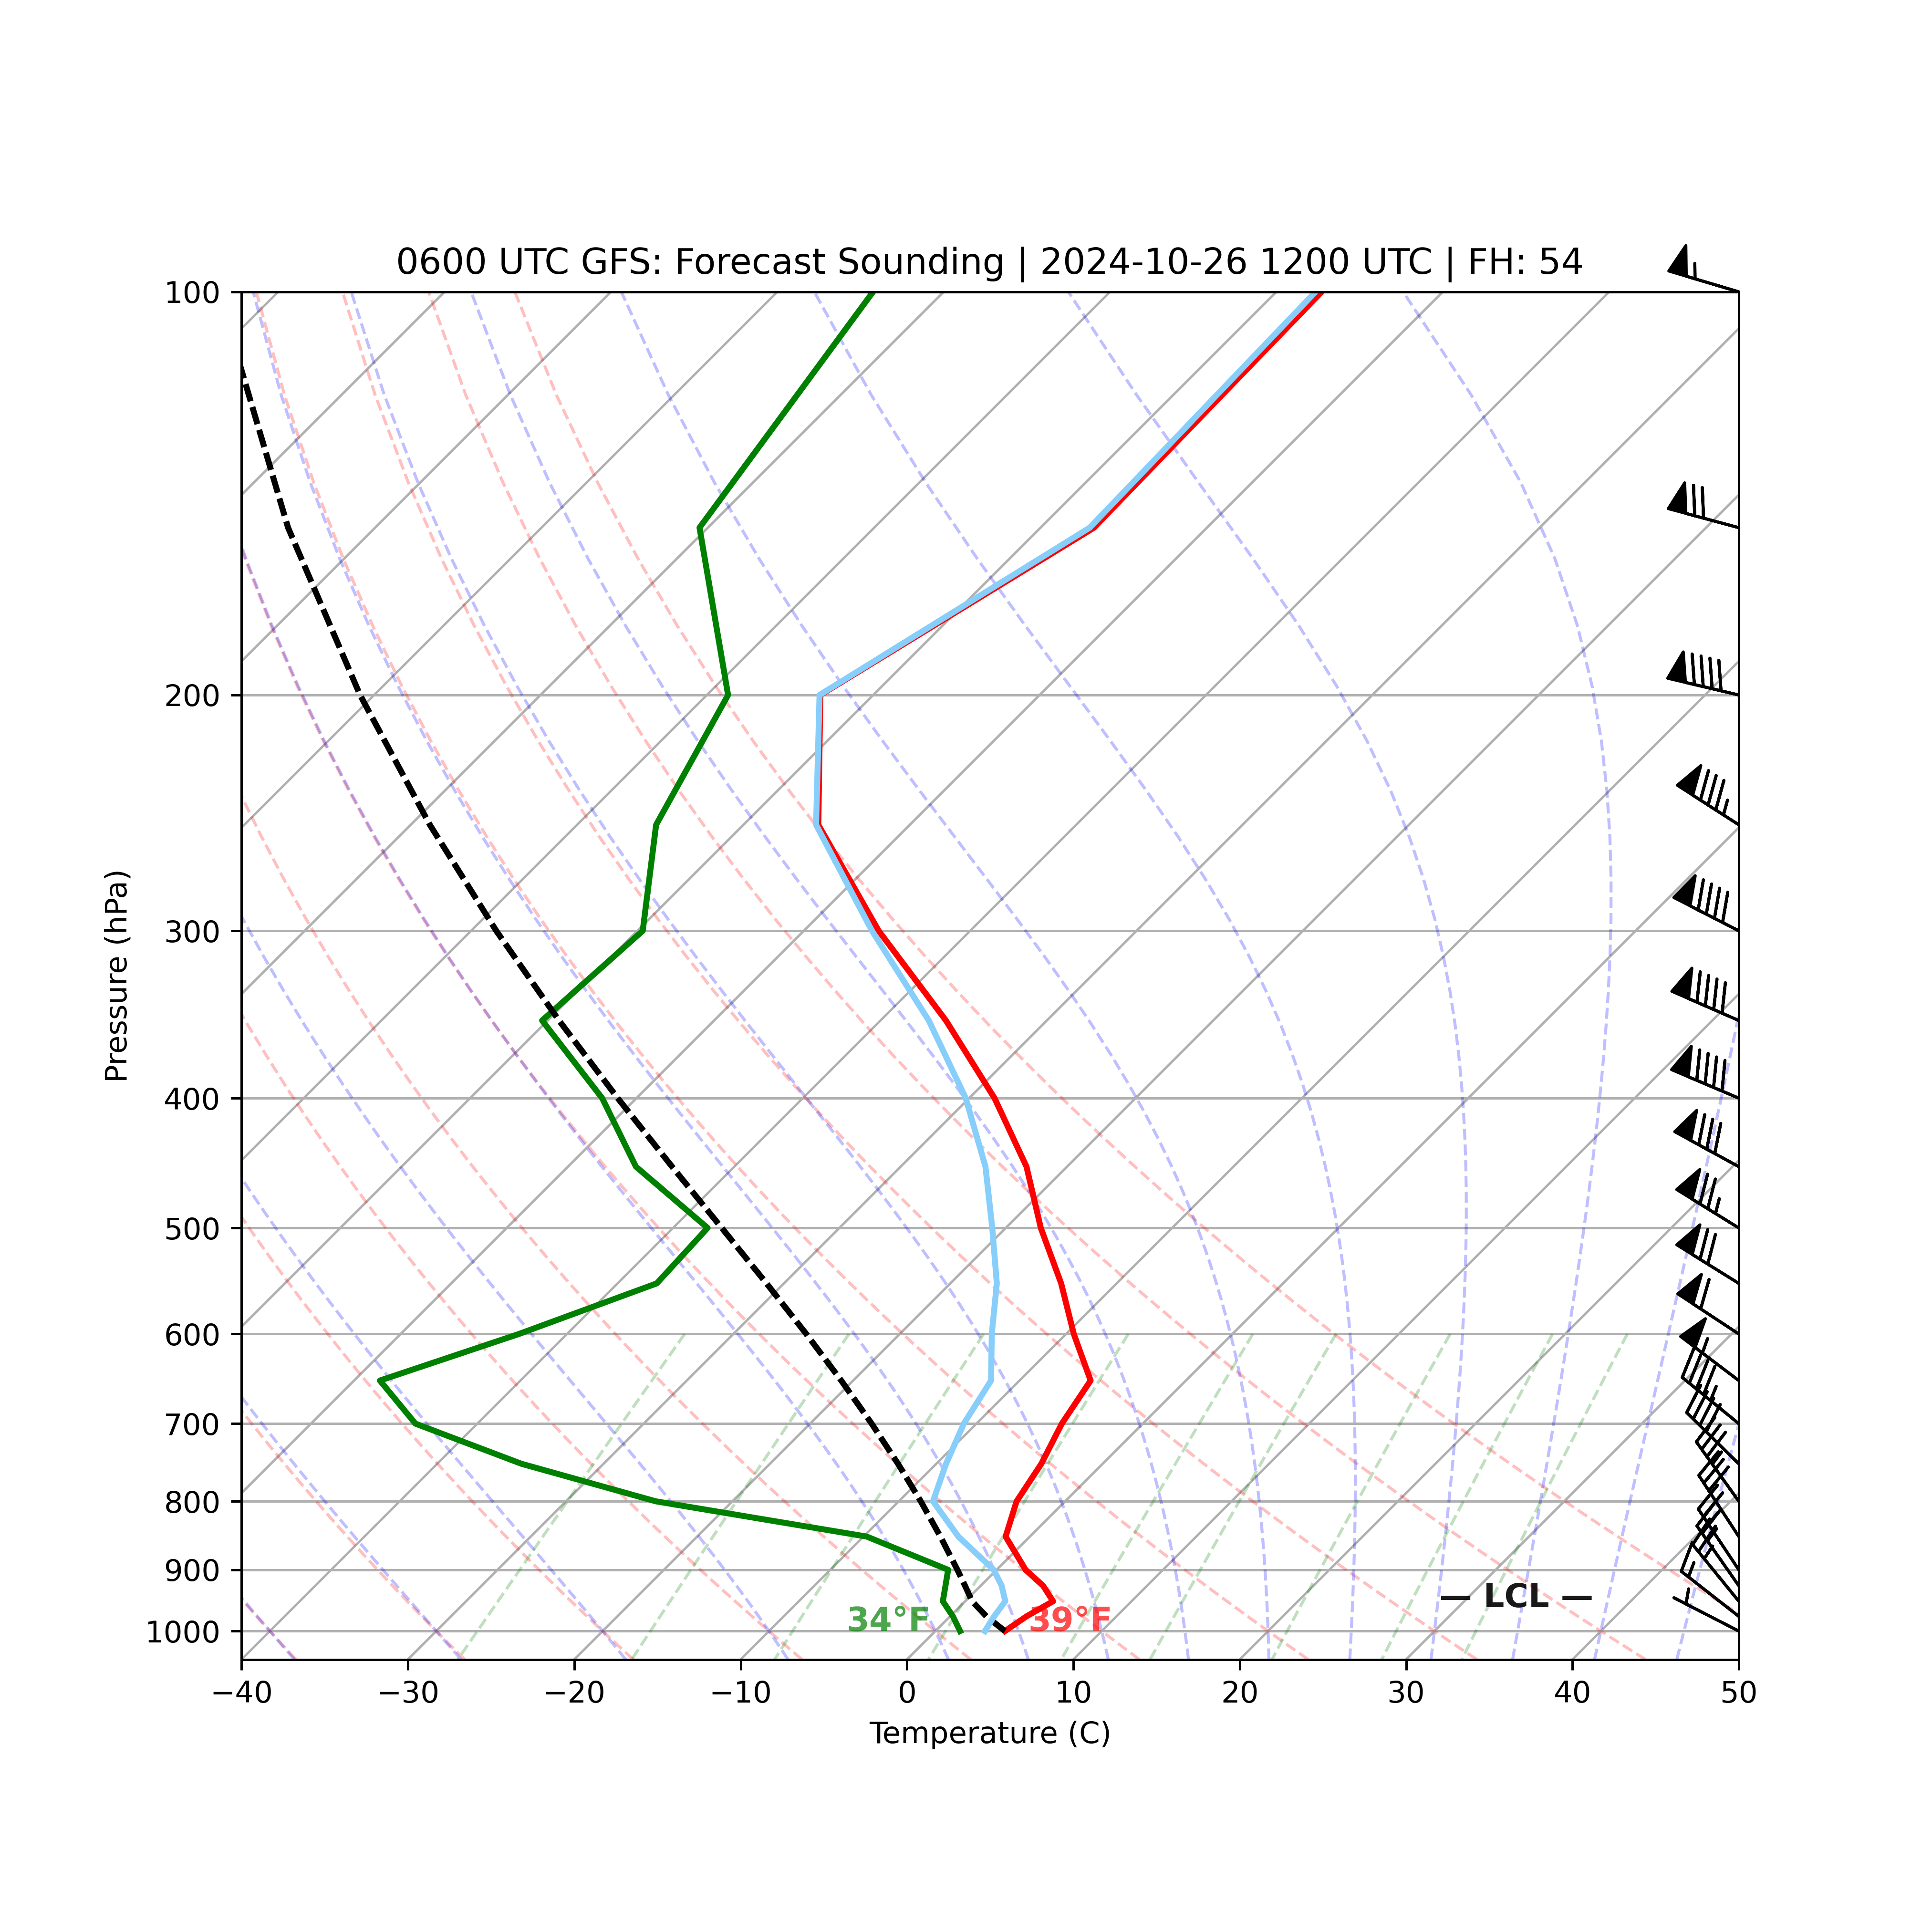 0600 UTC GFS: Forecast Sounding | 2024-10-26 1200 UTC | FH: 54
100
200
300
400
500
600
700
800
900
1000
Pressure (hPa)
— LCL —
34°F
39°F
−40 −30 −20 −10 0 10 20 30 40 50
Temperature (C)